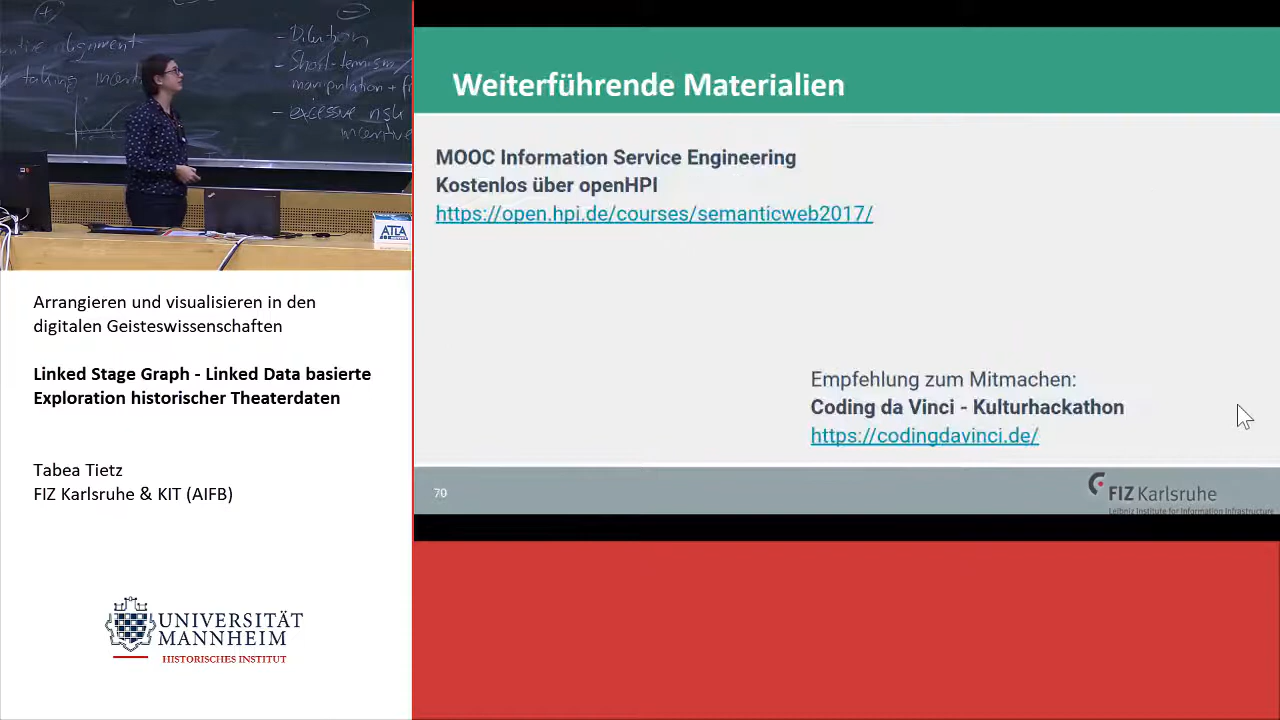 +
alignment
taking
- Dilution
- Short-termism
manipulation +
- excessive risk
incentive
ATLA
Weiterführende Materialien
MOOC Information Service Engineering
Kostenlos über openHPI
https://open.hpi.de/courses/semanticweb2017/
Empfehlung zum Mitmachen:
Coding da Vinci - Kulturhackathon
https://codingdavinci.de/
70
FIZ Karlsruhe
Leibniz Institute for Information Infrastructure
Arrangieren und visualisieren in den
digitalen Geisteswissenschaften
Linked Stage Graph - Linked Data basierte
Exploration historischer Theaterdaten
Tabea Tietz
FIZ Karlsruhe & KIT (AIFB)
UNIVERSITÄT
MANNHEIM
HISTORISCHES INSTITUT